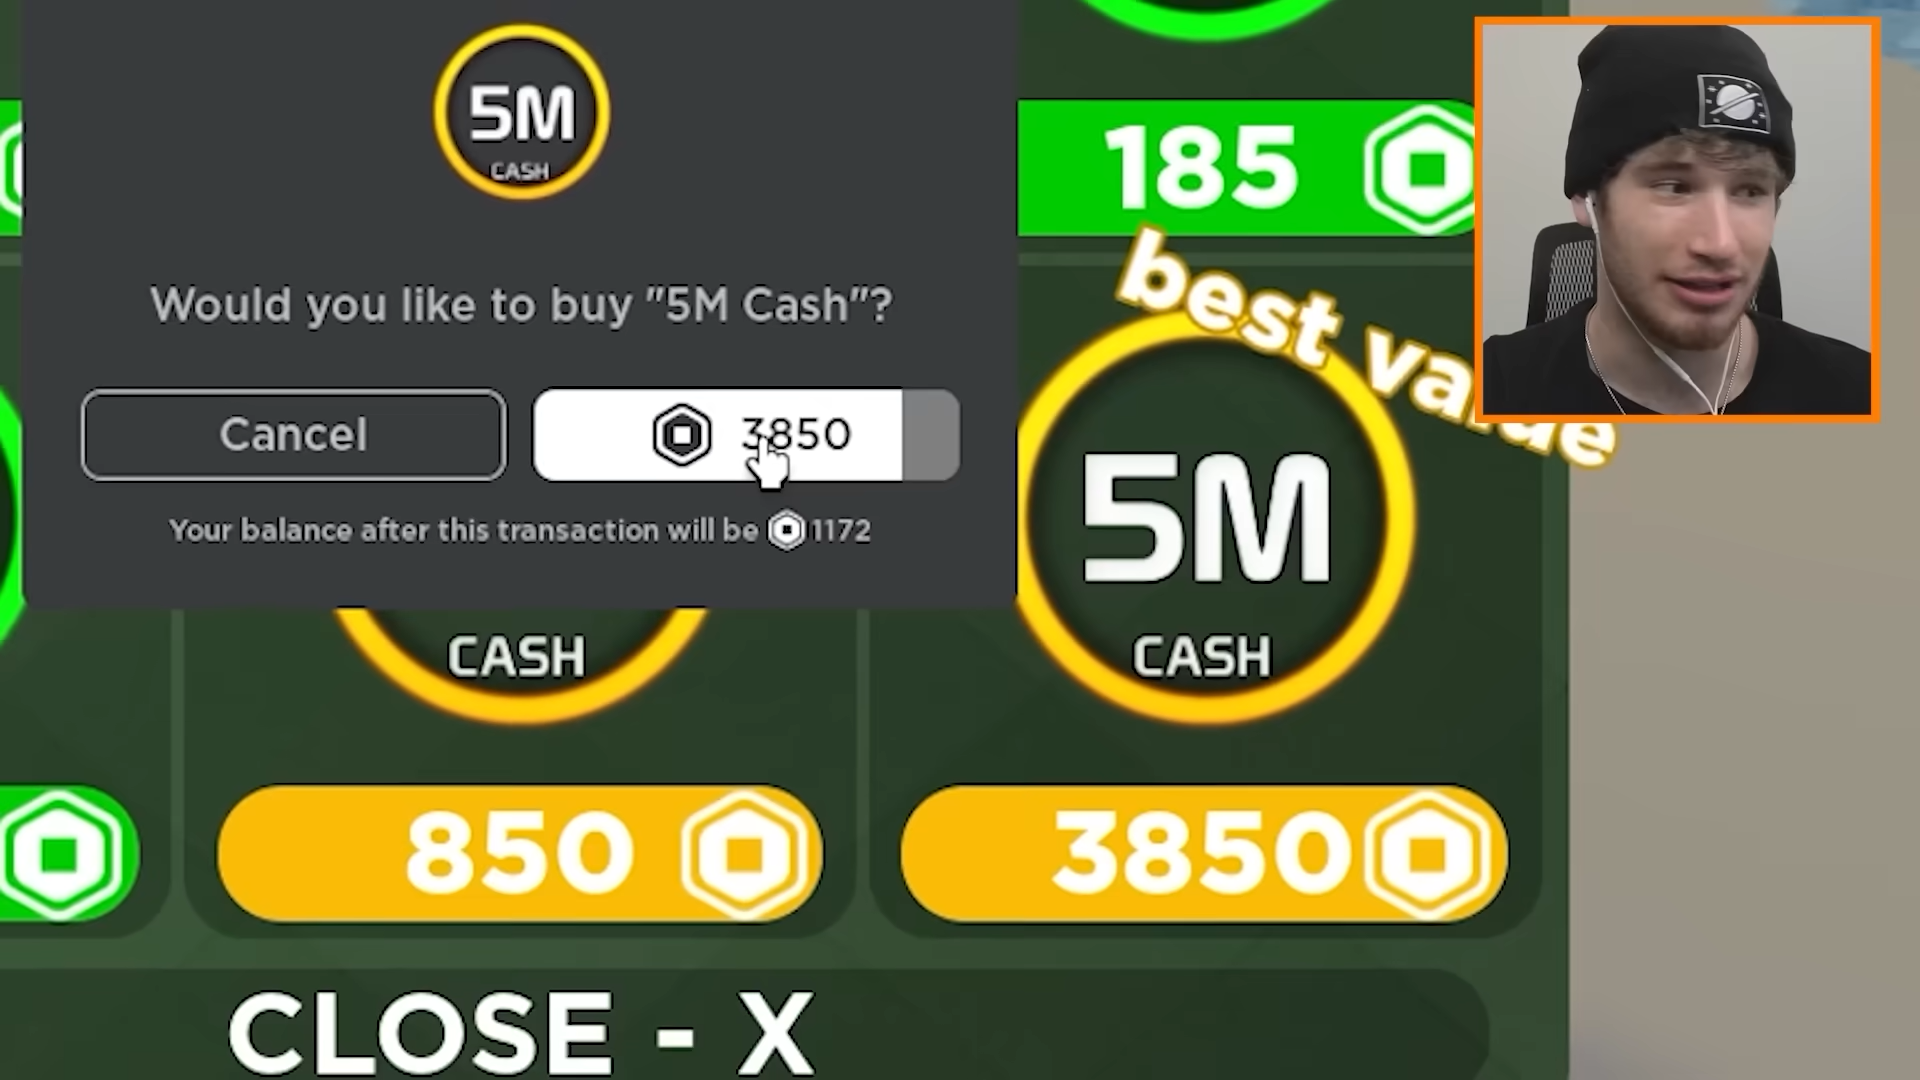 5M
CASH
Would you like to buy "5M Cash"?
Cancel
3850
Your balance after this transaction will be 1172
185
best value
5M
CASH
CASH
850
3850
CLOSE - X